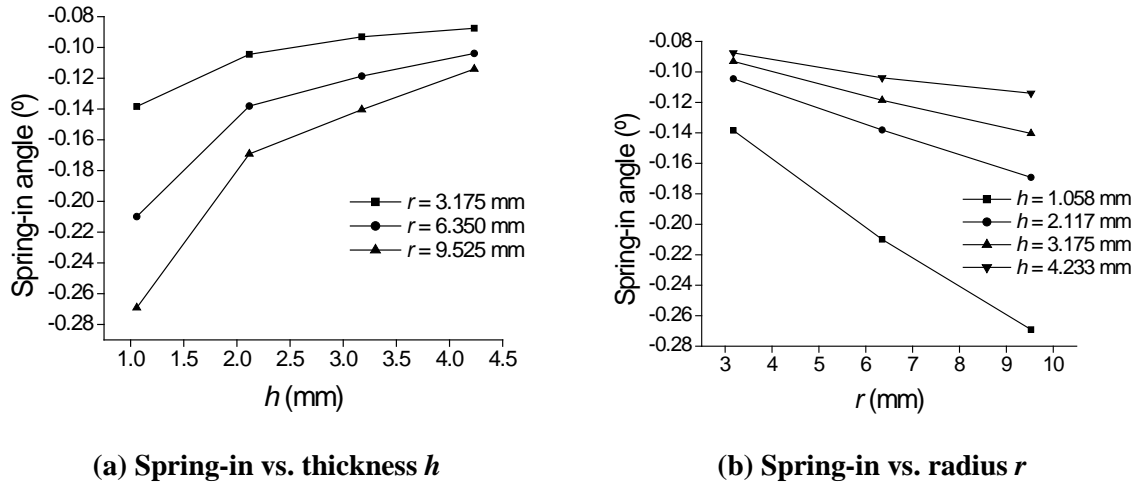 -0.08
-0.10
-0.12
-0.14
-0.16
-0.18
-0.20
-0.22
-0.24
-0.26
-0.28
Spring-in angle (º)
r = 3.175 mm
r = 6.350 mm
r = 9.525 mm
1.0 1.5 2.0 2.5 3.0 3.5 4.0 4.5
h (mm)
(a) Spring-in vs. thickness h
-0.08
-0.10
-0.12
-0.14
-0.16
-0.18
-0.20
-0.22
-0.24
-0.26
-0.28
Spring-in angle (º)
h = 1.058 mm
h = 2.117 mm
h = 3.175 mm
h = 4.233 mm
3 4 5 6 7 8 9 10
r (mm)
(b) Spring-in vs. radius r